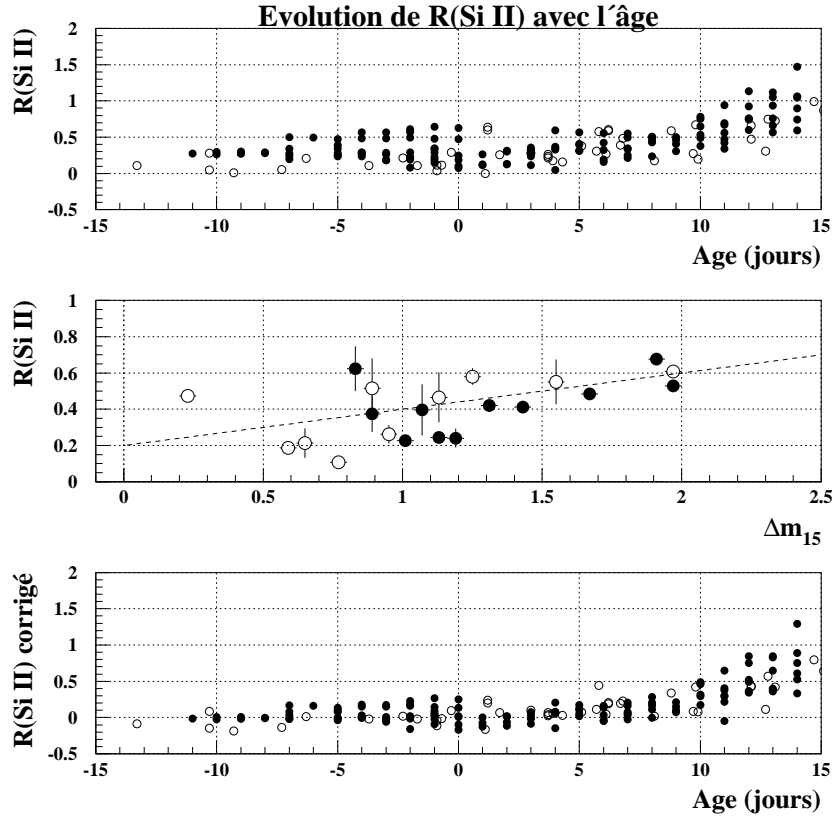 Evolution de R(Si II) avec l´âge
R(Si II)
2
1.5
1
0.5
0
-0.5
-15 -10 -5 0 5 10 15
Age (jours)
R(Si II)
1
0.8
0.6
0.4
0.2
0
0 0.5 1 1.5 2 2.5
Δm15
R(Si II) corrigé
2
1.5
1
0.5
0
-0.5
-15 -10 -5 0 5 10 15
Age (jours)